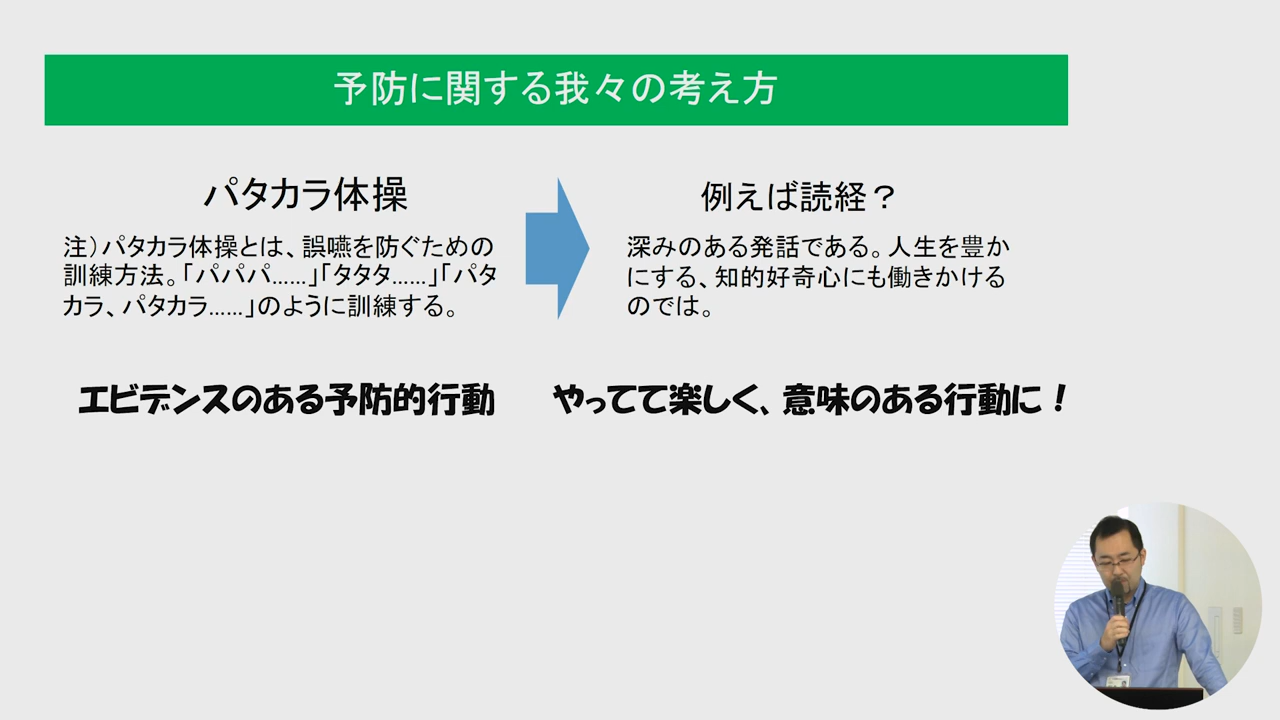 予防に関する我々の考え方
パタカラ体操
注）パタカラ体操とは、誤嚥を防ぐための
訓練方法。「パパパ……」「タタタ……」「パタ
カラ、パタカラ……」のように訓練する。
例えば読経？
深みのある発話である。人生を豊か
にする、知的好奇心にも働きかける
のでは。
エビデンスのある予防的行動
やってて楽しく、意味のある行動に！